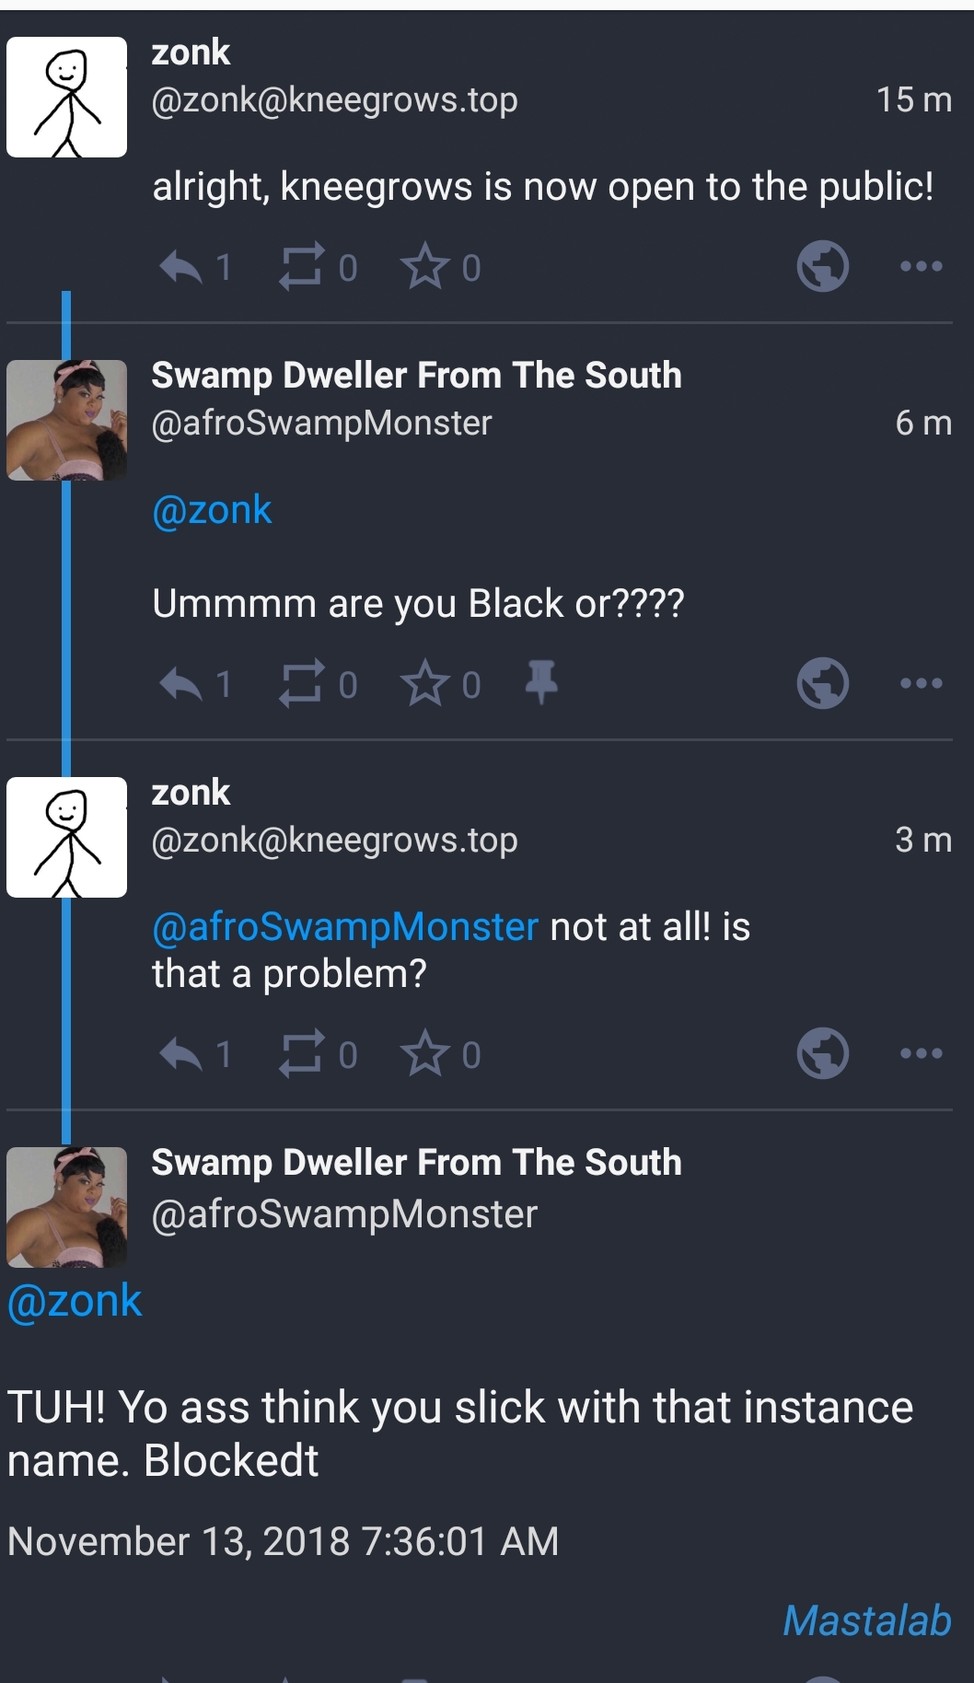 zonk
@zonk@kneegrows.top 15 m
alright, kneegrows is now open to the public!
1 0 0
Swamp Dweller From The South
@afroSwampMonster 6 m
@zonk
Ummmm are you Black or????
1 0 0
zonk
@zonk@kneegrows.top 3 m
@afroSwampMonster not at all! is
that a problem?
1 0 0
Swamp Dweller From The South
@afroSwampMonster
@zonk
TUH! Yo ass think you slick with that instance
name. Blockedt
November 13, 2018 7:36:01 AM
Mastalab